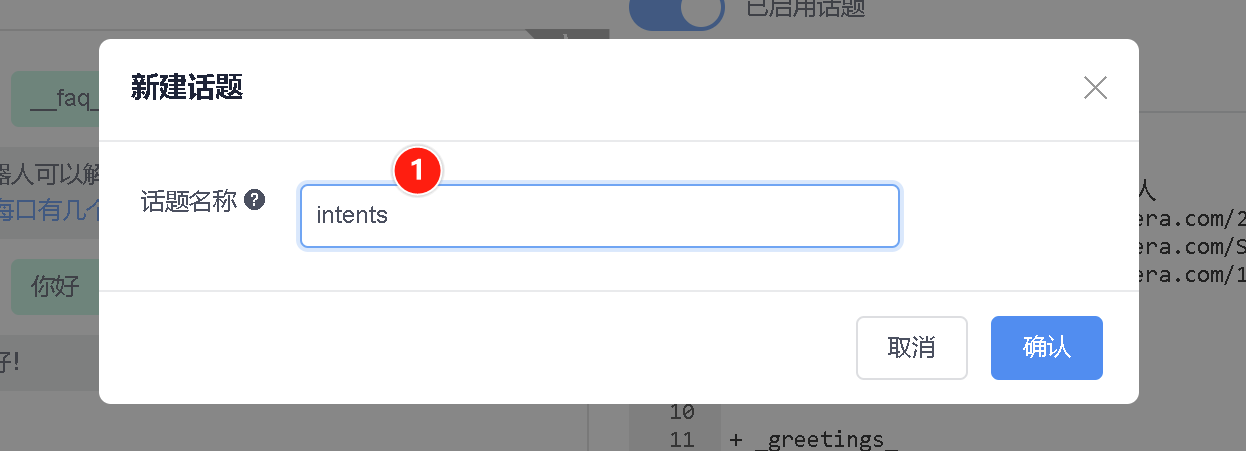 已启用话题
新建话题
__faq_
1
器人可以解
话题名称 ?
人
intents
海口有几个
era.com/2
era.com/S
era.com/1
你好
取消
确认
好!
10
11 + _greetings_